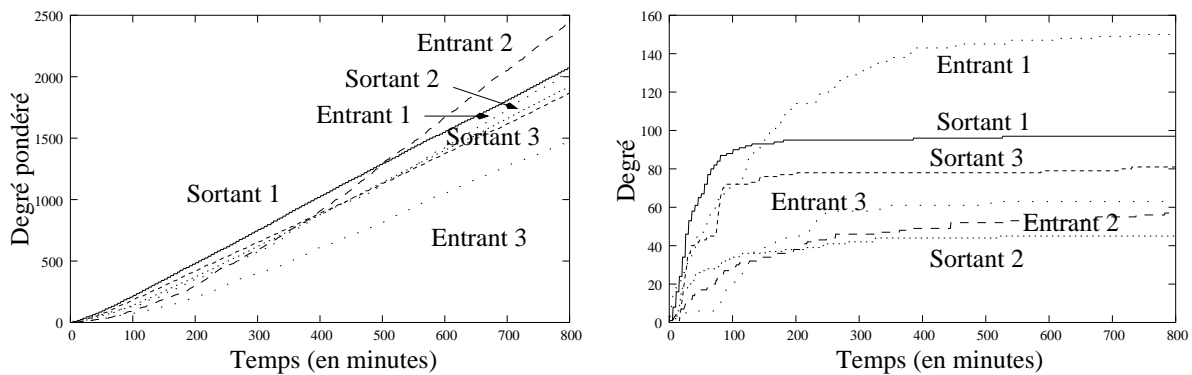 2500
2000
1500
1000
500
0
0 100 200 300 400 500 600 700 800
Degré pondéré
Temps (en minutes)
Entrant 2
Sortant 2
Entrant 1
Sortant 3
Sortant 1
Entrant 3
160
140
120
100
80
60
40
20
0
0 100 200 300 400 500 600 700 800
Degré
Temps (en minutes)
Entrant 1
Sortant 1
Sortant 3
Entrant 3
Entrant 2
Sortant 2